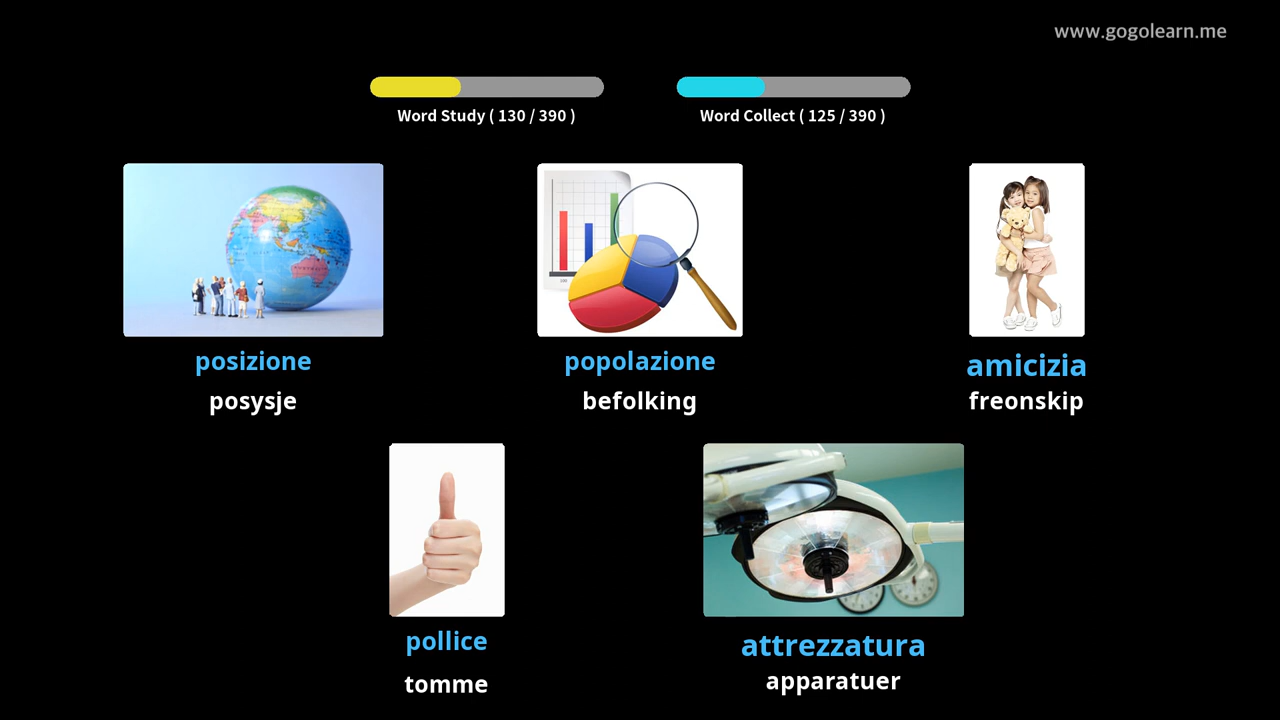 www.gogolearn.me
Word Study ( 130 / 390 )
Word Collect ( 125 / 390 )
posizione
posysje
popolazione
befolking
amicizia
freonskip
pollice
tomme
attrezzatura
apparatuer